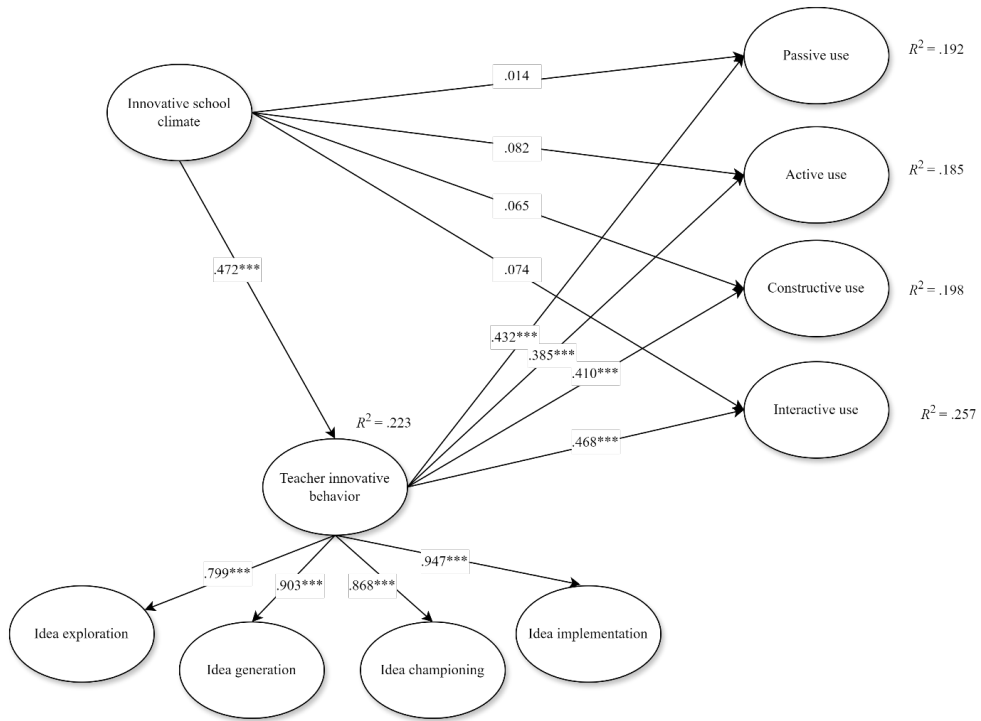 Passive use
R² = .192
.014
Innovative school
climate
.082
Active use
R² = .185
.065
.472***
.074
Constructive use
R² = .198
.432***
.385***
.410***
Interactive use
R² = .257
R² = .223
.468***
Teacher innovative
behavior
.799***
.903***
.868***
.947***
Idea exploration
Idea generation
Idea championing
Idea implementation